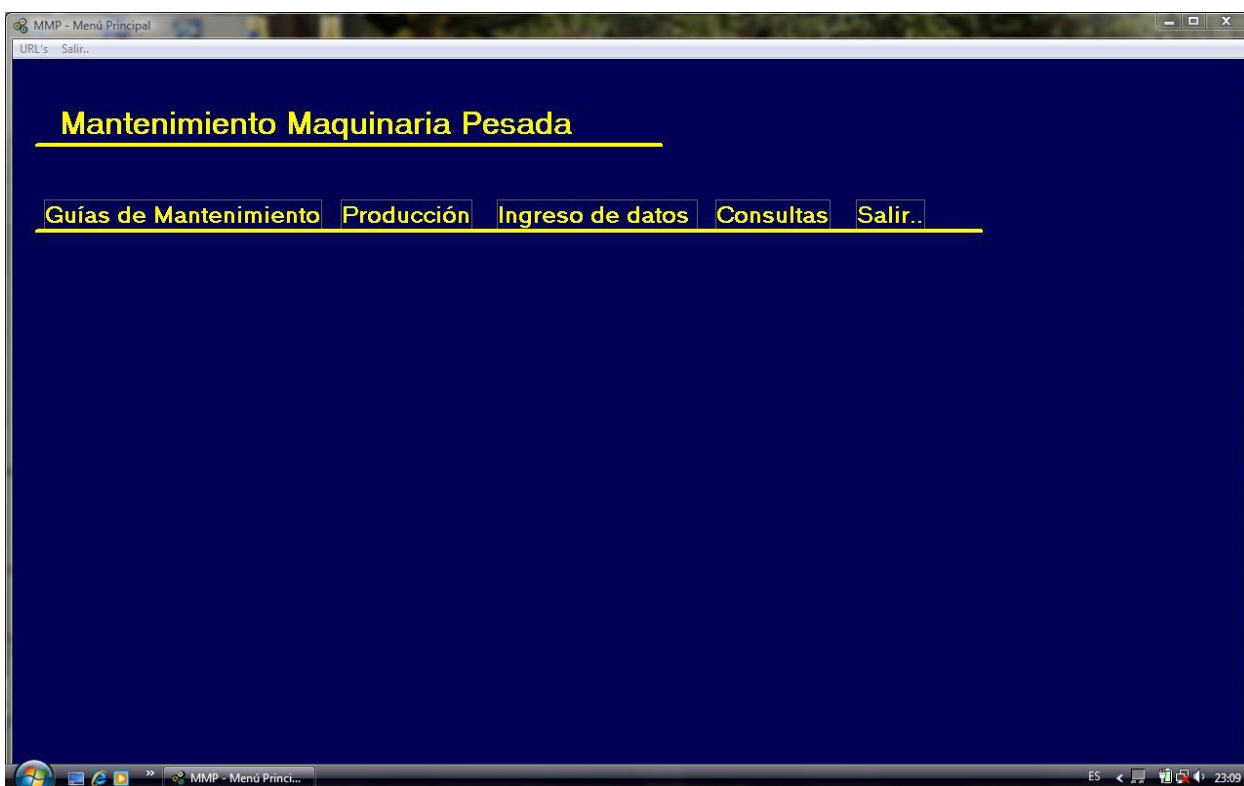 MMP - Menú Principal
URL's Salir..
Mantenimiento Maquinaria Pesada
Guías de Mantenimiento Producción Ingreso de datos Consultas Salir..
MMP - Menú Princi... ES 23:09